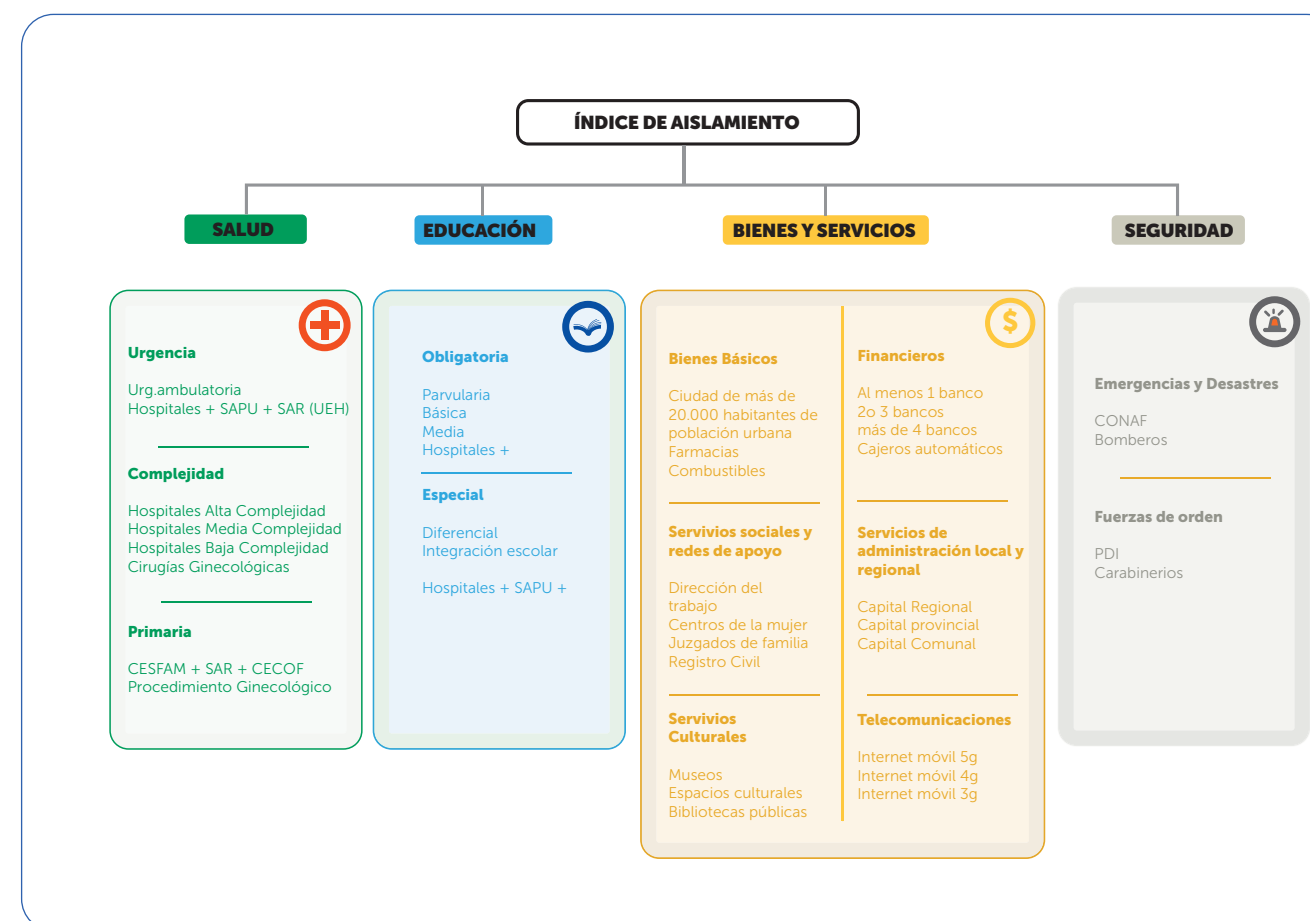 ÍNDICE DE AISLAMIENTO
SALUD
EDUCACIÓN
BIENES Y SERVICIOS
SEGURIDAD
Urgencia
Urg.ambulatoria
Hospitales + SAPU + SAR (UEH)
Complejidad
Hospitales Alta Complejidad
Hospitales Media Complejidad
Hospitales Baja Complejidad
Cirugías Ginecológicas
Primaria
CESFAM + SAR + CECOF
Procedimiento Ginecológico
Obligatoria
Parvularia
Básica
Media
Hospitales +
Especial
Diferencial
Integración escolar
Hospitales + SAPU +
Bienes Básicos
Ciudad de más de
20.000 habitantes de
población urbana
Farmacias
Combustibles
Servivios sociales y
redes de apoyo
Dirección del
trabajo
Centros de la mujer
Juzgados de familia
Registro Civil
Servivios
Culturales
Museos
Espacios culturales
Bibliotecas públicas
$
Financieros
Al menos 1 banco
2o 3 bancos
más de 4 bancos
Cajeros automáticos
Servicios de
administración local y
regional
Capital Regional
Capital provincial
Capital Comunal
Telecomunicaciones
Internet móvil 5g
Internet móvil 4g
Internet móvil 3g
Emergencias y Desastres
CONAF
Bomberos
Fuerzas de orden
PDI
Carabinerios